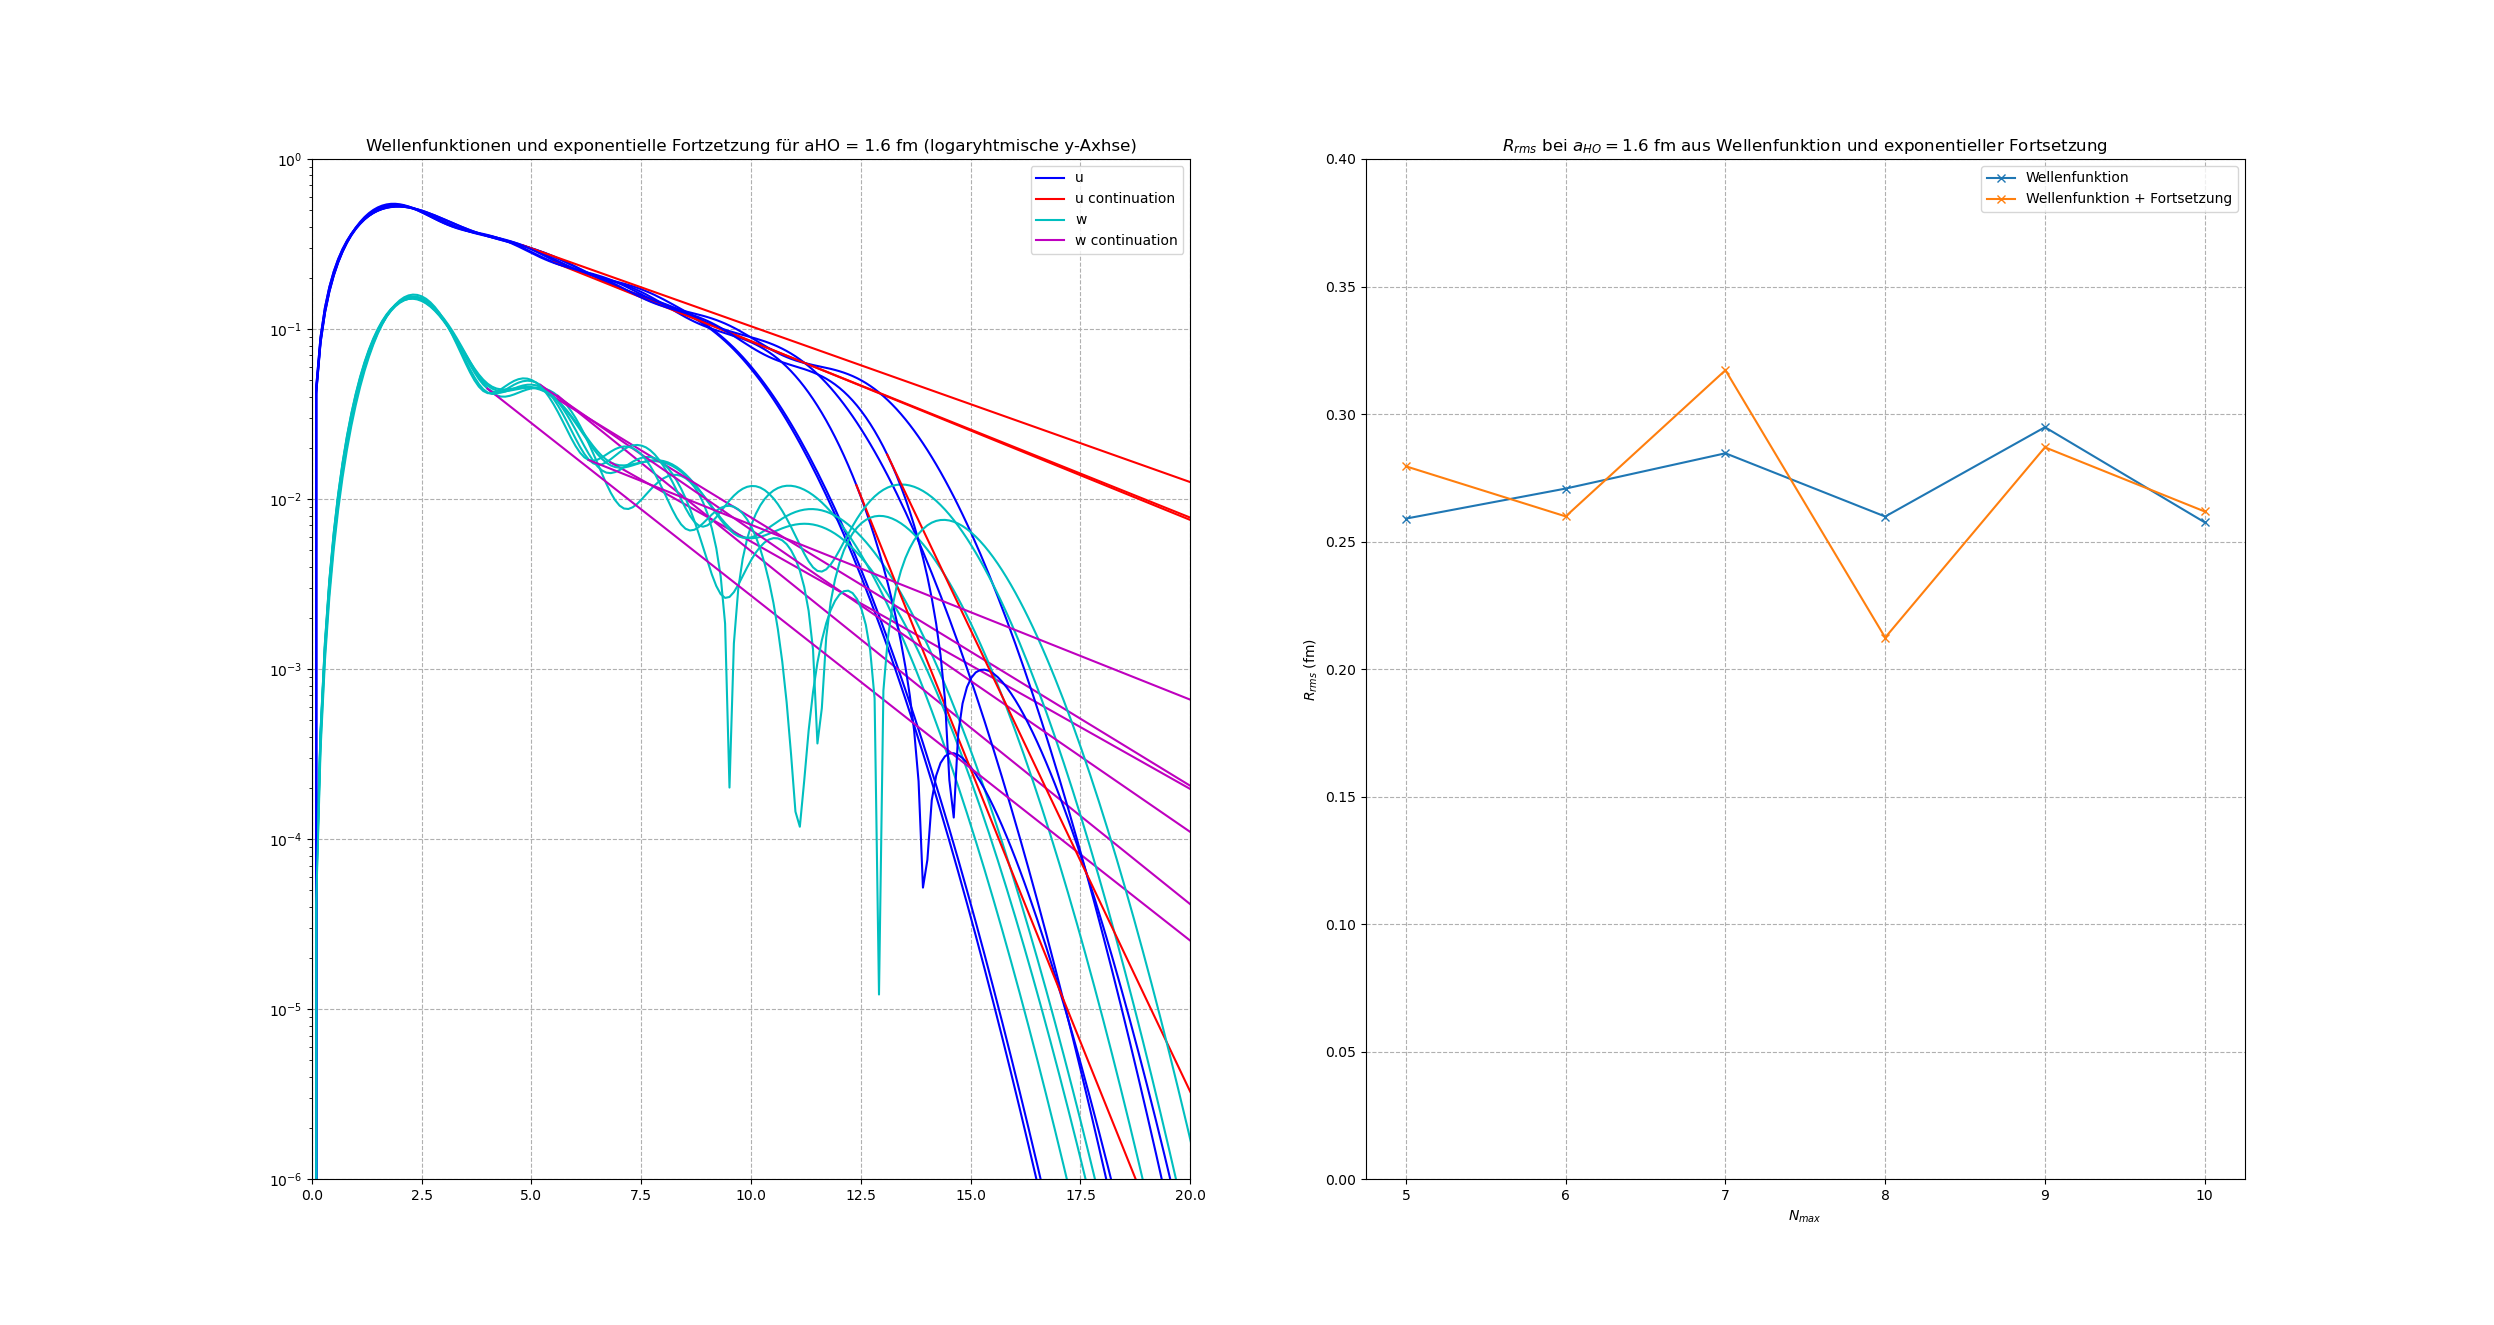 Wellenfunktionen und exponentielle Fortzetzung für aHO = 1.6 fm (logaryhtmische y-Axhse)
u
u continuation
w
w continuation
10⁰
10⁻¹
10⁻²
10⁻³
10⁻⁴
10⁻⁵
10⁻⁶
0.0 2.5 5.0 7.5 10.0 12.5 15.0 17.5 20.0
R_rms bei a_HO = 1.6 fm aus Wellenfunktion und exponentieller Fortsetzung
Wellenfunktion
Wellenfunktion + Fortsetzung
R_rms (fm)
0.40
0.35
0.30
0.25
0.20
0.15
0.10
0.05
0.00
5 6 7 8 9 10
N_max